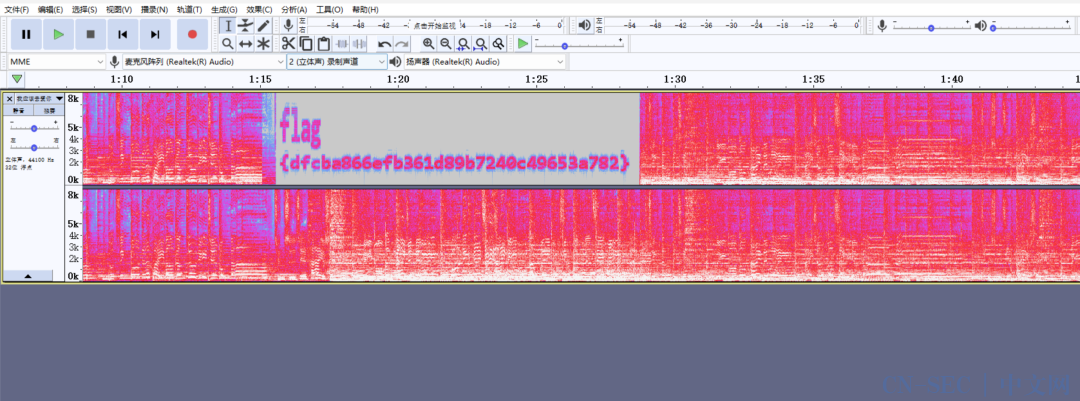 文件(F) 编辑(E) 选择(S) 视图(V) 播录(N) 轨道(T) 生成(G) 效果(C) 分析(A) 工具(O) 帮助(H)
左 -54 -48 -42 点击开始监视 -18 -12 -6 0
右
左 -54 -48 -42 -36 -30 -24 -18 -12 -6 0
右
MME 麦克风阵列 (Realtek(R) Audio) 2 (立体声) 录制声道 扬声器 (Realtek(R) Audio)
1:10 1:15 1:20 1:25 1:30 1:35 1:40
静音 独奏
左 右
立体声, 44100 Hz
32位 浮点
8k
5k
4k
3k
2k
0k
flag
{dfcba866efb361d89b7240c49653a782}
8k
5k
4k
3k
2k
0k